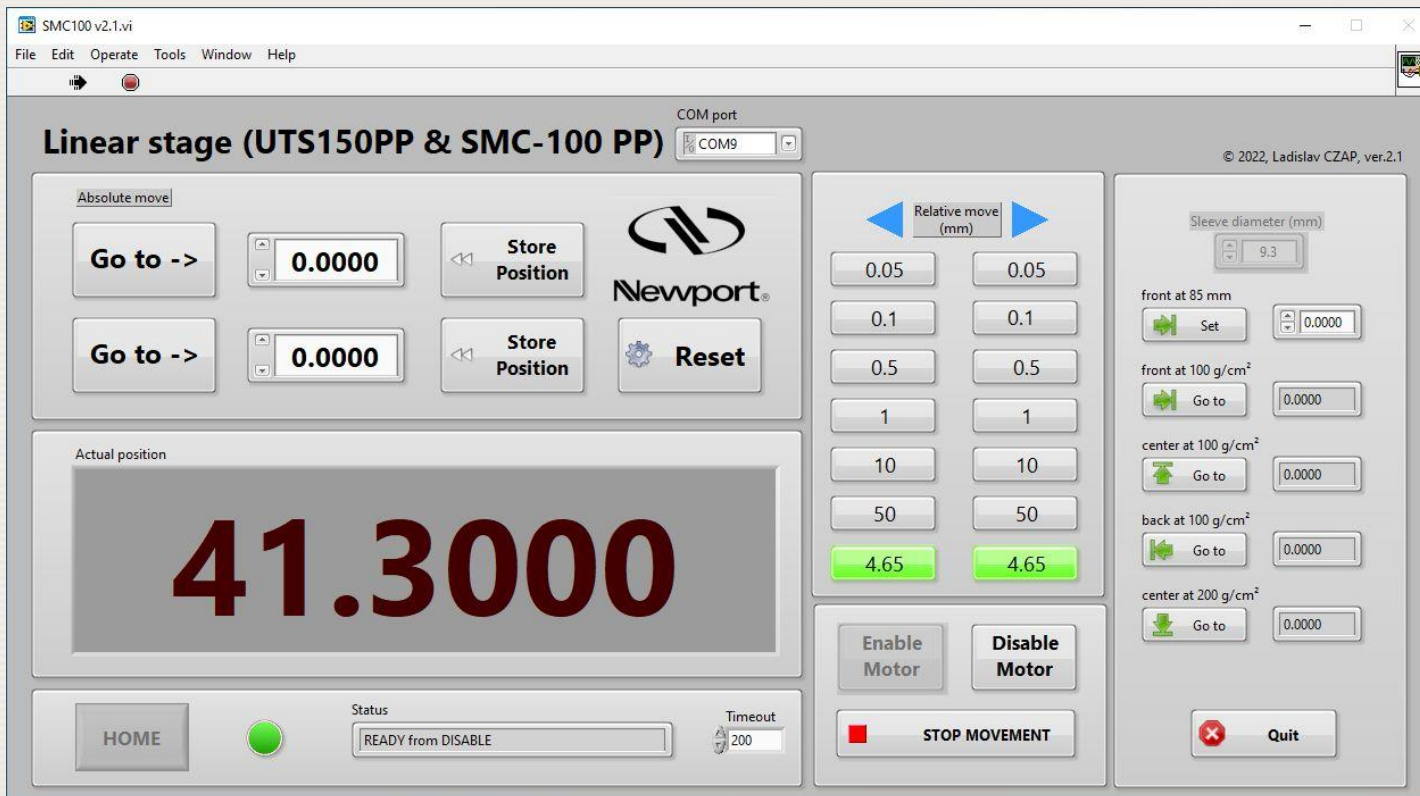 SMC100 v2.1.vi
File Edit Operate Tools Window Help
COM port
Linear stage (UTS150PP & SMC-100 PP)
COM9
© 2022, Ladislav CZAP, ver.2.1
Absolute move
Go to -> 0.0000 Store
Position
Newport®
Go to -> 0.0000 Store
Position
Reset
Actual position
41.3000
HOME
Status
READY from DISABLE
Timeout
200
Relative move
(mm)
0.05 0.05
0.1 0.1
0.5 0.5
1 1
10 10
50 50
4.65 4.65
Enable
Motor
Disable
Motor
STOP MOVEMENT
Sleeve diameter (mm)
9.3
front at 85 mm
Set 0.0000
front at 100 g/cm²
Go to 0.0000
center at 100 g/cm²
Go to 0.0000
back at 100 g/cm²
Go to 0.0000
center at 200 g/cm²
Go to 0.0000
Quit